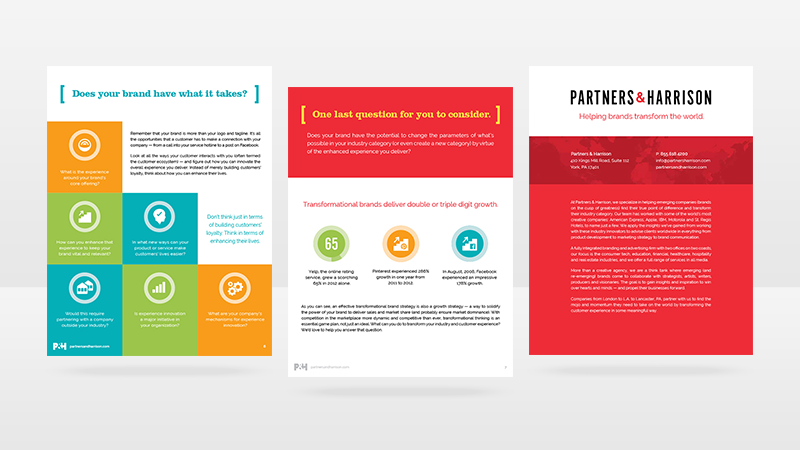 [ Does your brand have what it takes? ]
Remember that your brand is more than your logo and tagline. It's all
the opportunities that a customer has to make a connection with your
company — from a call into your service hotline to a post on Facebook.
Look at all the ways your customer interacts with you (often termed
the customer ecosystem) — and figure out how you can innovate the
overall experience you deliver. Instead of merely building customers'
loyalty, think about how you can enhance their lives.
What is the experience
around your brand's
core offering?
How can you enhance that
experience to keep your
brand vital and relevant?
In what new ways can your
product or service make
customers' lives easier?
Don't think just in terms
of building customers'
loyalty. Think in terms of
enhancing their lives.
Would this require
partnering with a company
outside your industry?
Is experience innovation
a major initiative in
your organization?
What are your company's
mechanisms for experience
innovation?
partnersandharrison.com
6
[ One last question for you to consider. ]
Does your brand have the potential to change the parameters of what's
possible in your industry category (or even create a new category) by virtue
of the enhanced experience you deliver?
Transformational brands deliver double or triple digit growth.
65
Yelp, the online rating
service, grew a scorching
65% in 2012 alone.
Pinterest experienced 286%
growth in one year from
2011 to 2012
In August, 2008, Facebook
experienced an impressive
178% growth.
As you can see, an effective transformational brand strategy is also a growth strategy — a way to solidify
the power of your brand to deliver sales and market share (and probably ensure market dominance). With
competition in the marketplace more dynamic and competitive than ever, transformational thinking is an
essential game plan, not just an ideal. What can you do to transform your industry and customer experience?
We'd love to help you answer that question.
P&H
partnersandharrison.com
7
PARTNERS&HARRISON
Helping brands transform the world.
Partners & Harrison
410 Kings Mill Road, Suite 112
York, PA 17401
P: 855.618.4700
info@partnersharrison.com
partnersandharrison.com
At Partners & Harrison, we specialize in helping emerging companies brands
on the cusp of greatness find their true point of difference and transform
their industry category. Our team has worked with some of the world's most
creative companies: American Express, Apple, IBM, Motorola and St. Regis
Hotels, to name just a few. We apply the insights we've gained from working
with these industry innovators to advise clients worldwide in everything from
product development to marketing strategy to brand communication.
A fully integrated branding and advertising firm with two offices on two coasts,
our focus is the consumer tech, education, financial, healthcare, hospitality
and real estate industries, and we offer a full range of services in all media.
More than a creative agency, we are a think bank where emerging (and
re-emerging) brands come to collaborate with strategists, artists, writers,
producers and visionaries. The goal is to gain insights and inspiration to win
over hearts and minds — and propel their businesses forward.
Companies from London to L.A. to Lancaster, PA, partner with us to find the
mojo and momentum they need to take on the world by transforming the
customer experience in some meaningful way.